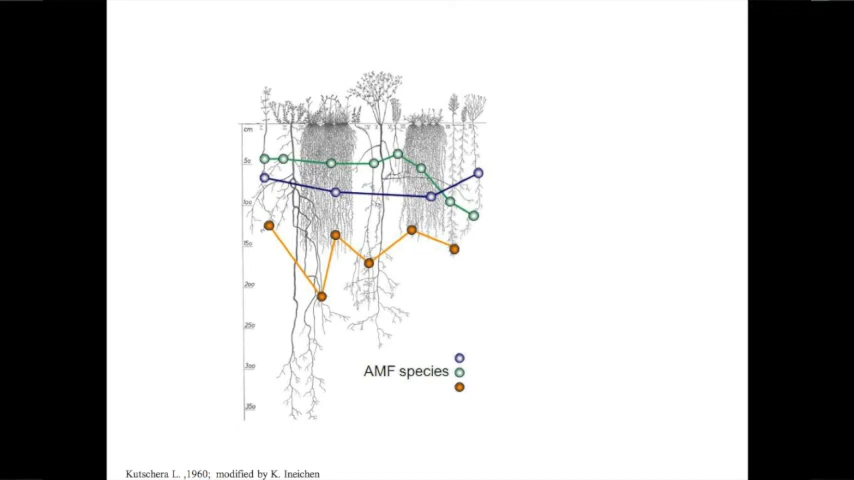 cm
50
100
150
200
250
300
350
AMF species
Kutschera L. ,1960; modified by K. Ineichen